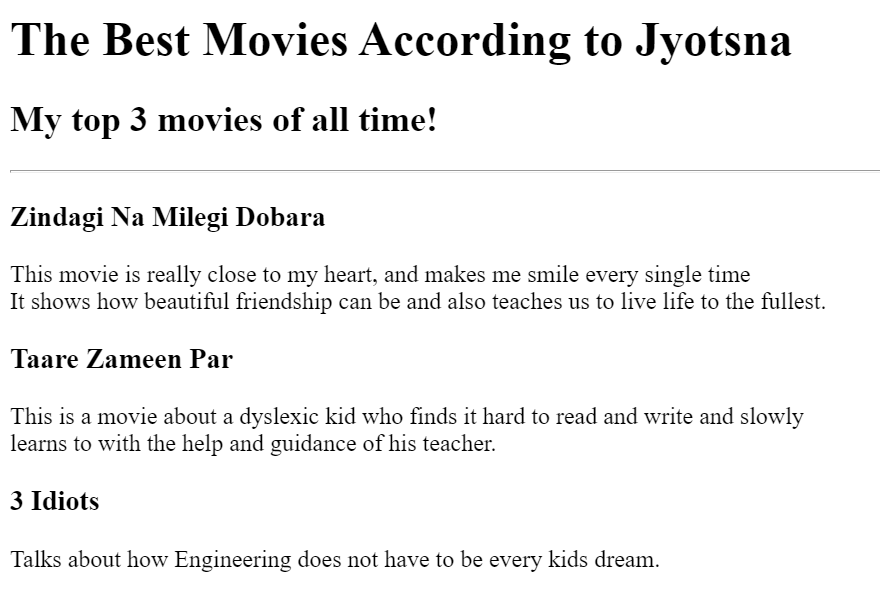 The Best Movies According to Jyotsna
My top 3 movies of all time!
Zindagi Na Milegi Dobara
This movie is really close to my heart, and makes me smile every single time
It shows how beautiful friendship can be and also teaches us to live life to the fullest.
Taare Zameen Par
This is a movie about a dyslexic kid who finds it hard to read and write and slowly
learns to with the help and guidance of his teacher.
3 Idiots
Talks about how Engineering does not have to be every kids dream.